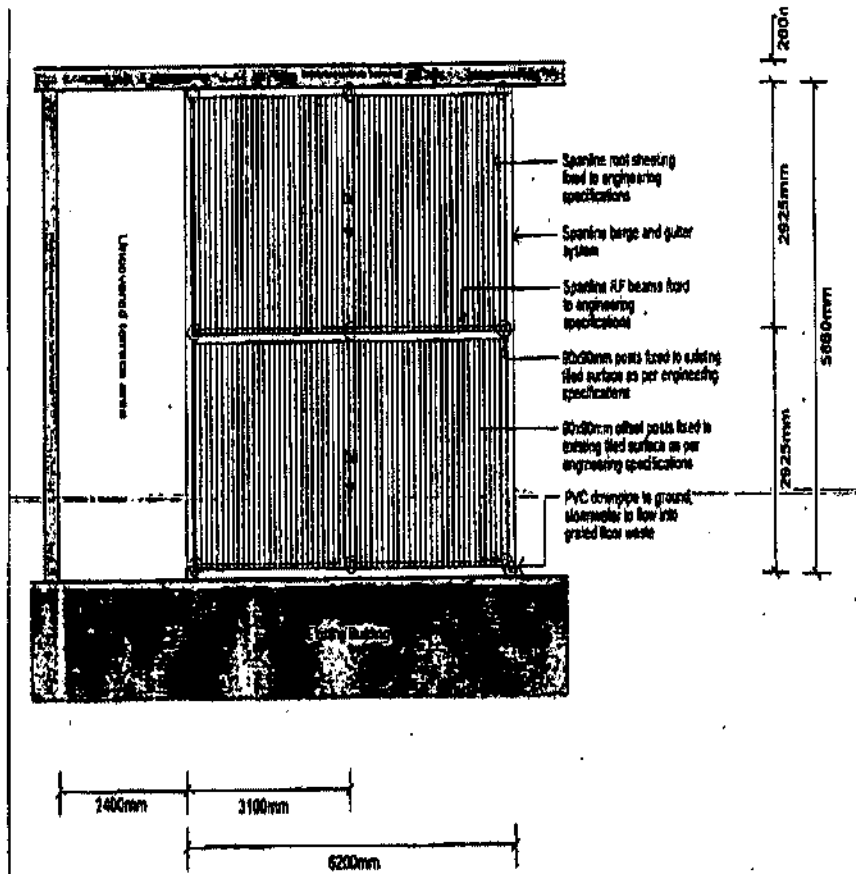 260m
Spanline roof sheeting
fixed to engineering
specifications
2925mm
Spanline barge and gutter
system
Uncovered terrace area
Spanline RF beams fixed
to engineering
specifications
5880mm
90x90mm posts fixed to existing
tiled surface as per engineering
specifications
90x90mm offset posts fixed to
existing tiled surface as per
engineering specifications
2925mm
PVC downpipe to ground,
stormwater to flow into
grated floor waste
Building
2400mm
3100mm
6200mm